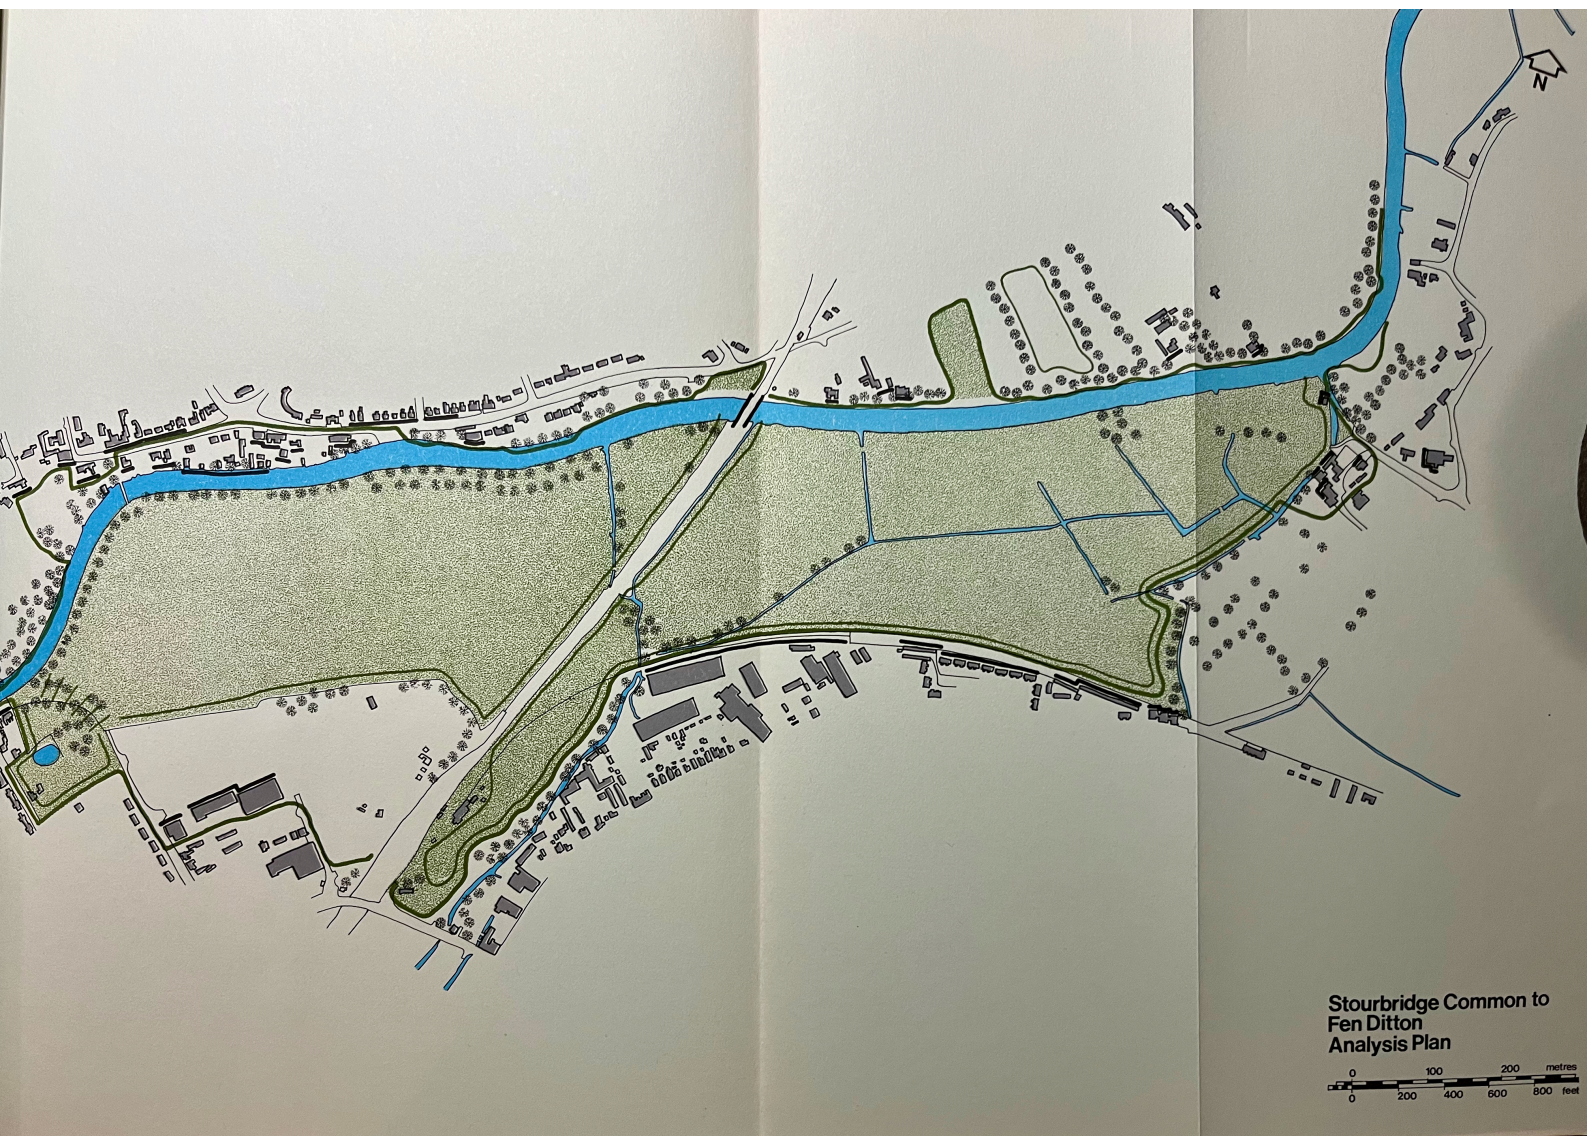 N
Stourbridge Common to
Fen Ditton
Analysis Plan
0 100 200 metres
0 200 400 600 800 feet